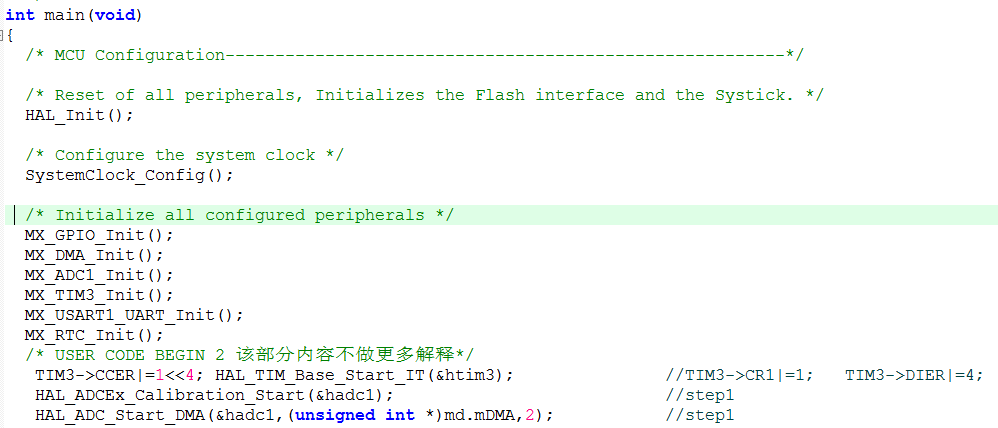 int main(void)
{
/* MCU Configuration--------------------------------------------------------*/
/* Reset of all peripherals, Initializes the Flash interface and the Systick. */
HAL_Init();
/* Configure the system clock */
SystemClock_Config();
/* Initialize all configured peripherals */
MX_GPIO_Init();
MX_DMA_Init();
MX_ADC1_Init();
MX_TIM3_Init();
MX_USART1_UART_Init();
MX_RTC_Init();
/* USER CODE BEGIN 2 该部分内容不做更多解释*/
TIM3->CCER|=1<<4; HAL_TIM_Base_Start_IT(&htim3); //TIM3->CR1|=1; TIM3->DIER|=4;
HAL_ADCEx_Calibration_Start(&hadc1); //step1
HAL_ADC_Start_DMA(&hadc1,(unsigned int *)md.mDMA,2); //step1